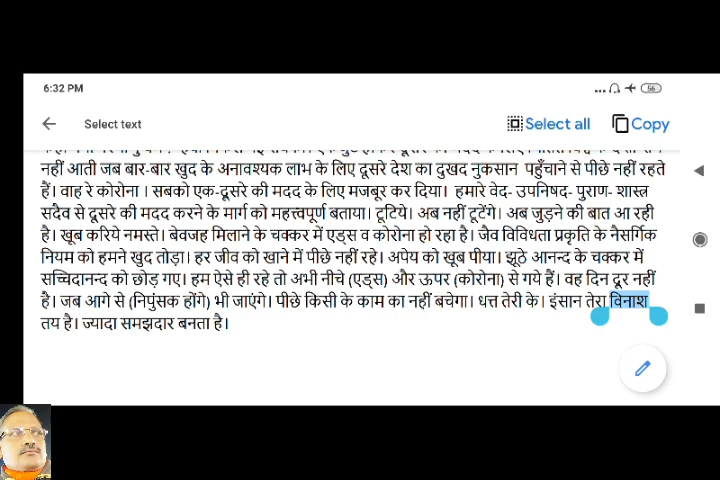 6:32 PM
... 56
Select text
Select all
Copy
नहीं आती जब बार-बार खुद के अनावश्यक लाभ के लिए दूसरे देश का दुखद नुकसान पहुँचाने से पीछे नहीं रहते
हैं। वाह रे कोरोना । सबको एक-दूसरे की मदद के लिए मजबूर कर दिया। हमारे वेद- उपनिषद- पुराण- शास्त्र
सदैव से दूसरे की मदद करने के मार्ग को महत्त्वपूर्ण बताया। टूटिये। अब नहीं टूटेंगे। अब जुड़ने की बात आ रही
है। खूब करिये नमस्ते। बेवजह मिलाने के चक्कर में एड्स व कोरोना हो रहा है। जैव विविधता प्रकृति के नैसर्गिक
नियम को हमने खुद तोड़ा। हर जीव को खाने में पीछे नहीं रहे। अपेय को खूब पीया। झूठे आनन्द के चक्कर में
सच्चिदानन्द को छोड़ गए। हम ऐसे ही रहे तो अभी नीचे (एड्स) और ऊपर (कोरोना) से गये हैं। वह दिन दूर नहीं
है। जब आगे से (निपुंसक होंगे) भी जाएंगे। पीछे किसी के काम का नहीं बचेगा। धत्त तेरी के। इंसान तेरा विनाश
तय है। ज्यादा समझदार बनता है।